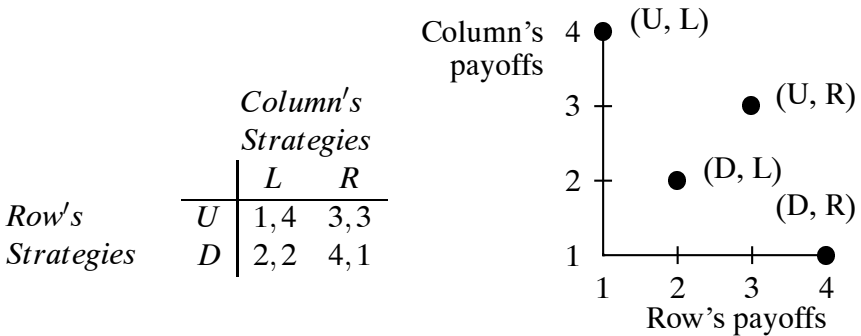 Column's
Strategies
L R
Row's U 1,4 3,3
Strategies D 2,2 4,1
Column's
payoffs
4 (U, L)
3 (U, R)
2 (D, L)
(D, R)
1
1 2 3 4
Row's payoffs